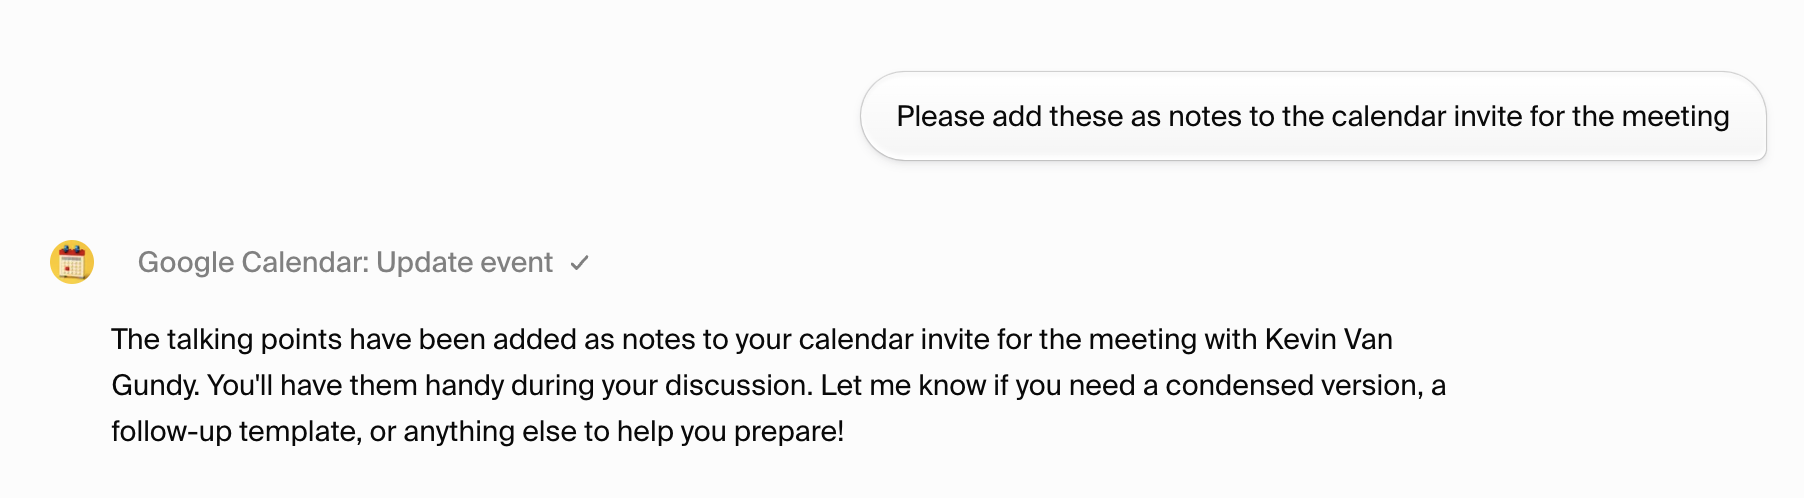 Please add these as notes to the calendar invite for the meeting
Google Calendar: Update event
The talking points have been added as notes to your calendar invite for the meeting with Kevin Van
Gundy. You'll have them handy during your discussion. Let me know if you need a condensed version, a
follow-up template, or anything else to help you prepare!